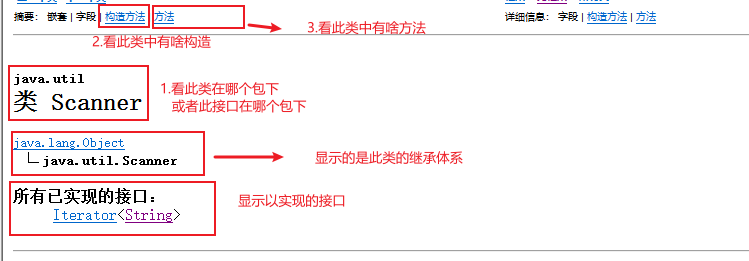 摘要： 嵌套 | 字段 | 构造方法 | 方法
详细信息： 字段 | 构造方法 | 方法
3.看此类中有啥方法
2.看此类中有啥构造
java.util
类 Scanner
1.看此类在哪个包下
或者此接口在哪个包下
java.lang.Object
java.util.Scanner
显示的是此类的继承体系
所有已实现的接口：
Iterator<String>
显示以实现的接口